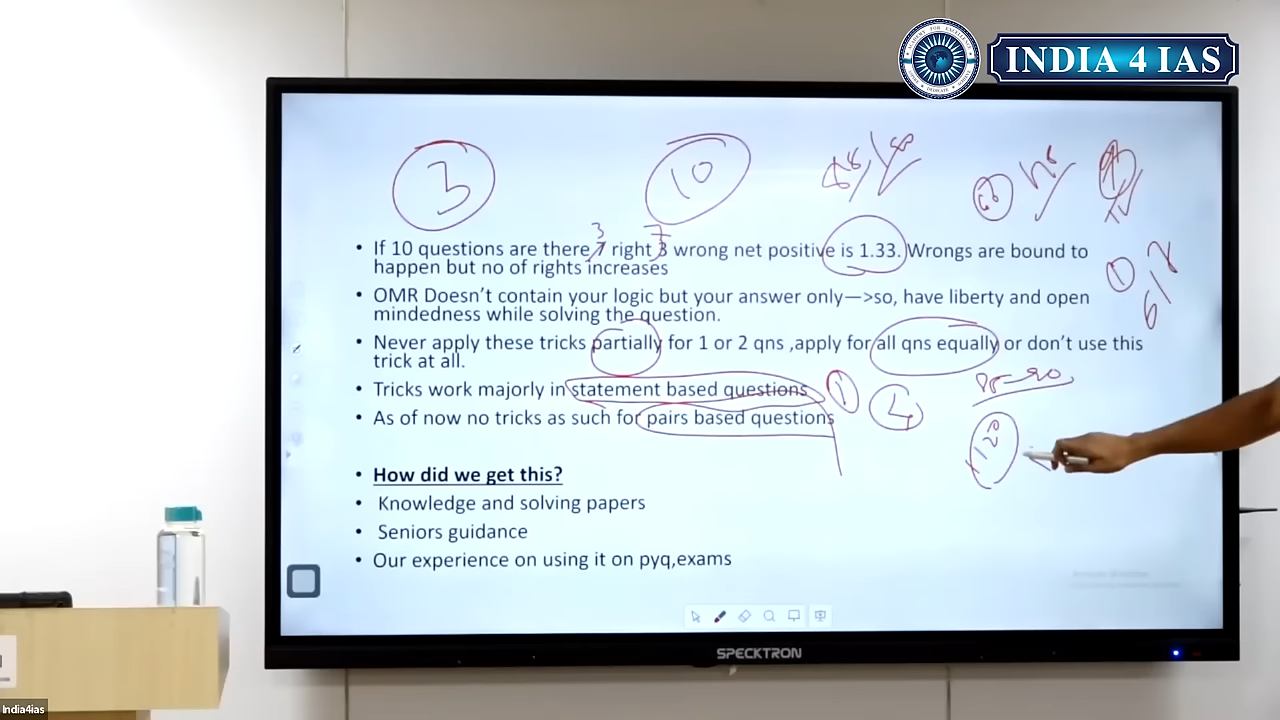 INDIA 4 IAS
3
10
3 7
• If 10 questions are there, 7 right 3 wrong net positive is 1.33. Wrongs are bound to
happen but no of rights increases
• OMR Doesn't contain your logic but your answer only—>so, have liberty and open
mindedness while solving the question.
• Never apply these tricks partially for 1 or 2 qns ,apply for all qns equally or don't use this
trick at all.
• Tricks work majorly in statement based questions
1
• As of now no tricks as such for pairs based questions
4
120
• How did we get this?
• Knowledge and solving papers
• Seniors guidance
• Our experience on using it on pyq,exams
SPECKTRON
India4ias